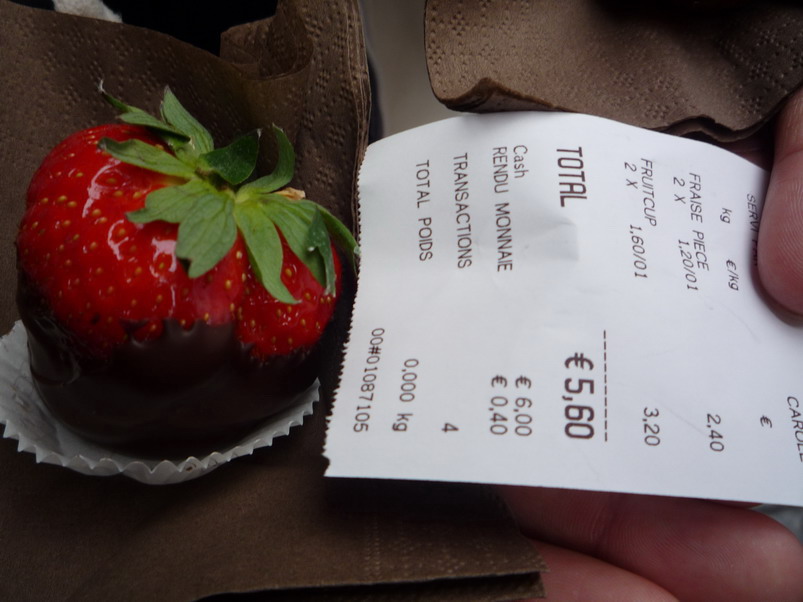 CAROLE
kg €/kg €
FRAISE PIECE
2 X 1,20/01 2,40
FRUITCUP
2 X 1,60/01 3,20
-----------
TOTAL € 5,60
Cash € 6,00
RENDU MONNAIE € 0,40
TRANSACTIONS 4
TOTAL POIDS 0,000 kg
00#01087105